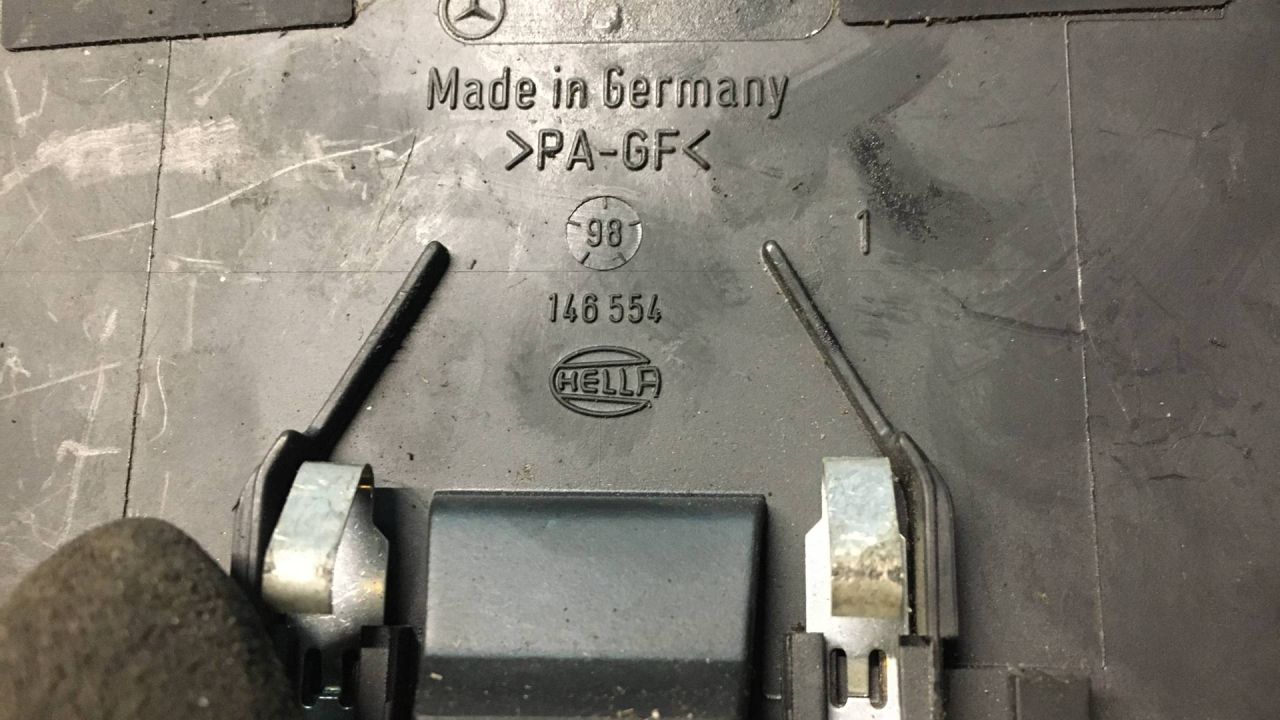 Made in Germany
>PA-GF<
98
1
146 554
HELLA